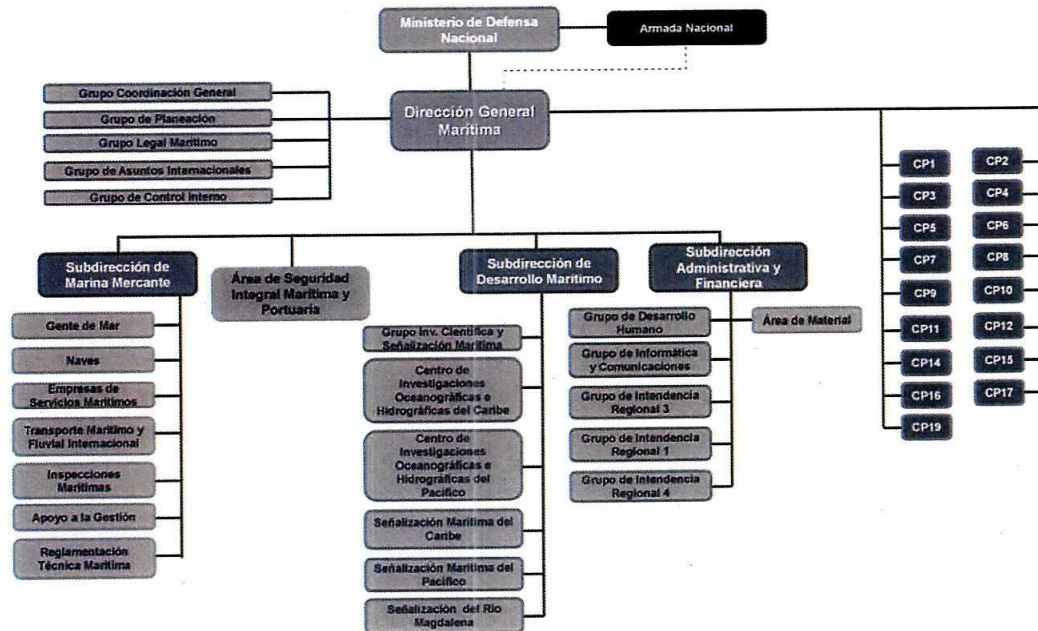 Ministerio de Defensa
Nacional
Armada Nacional
Dirección General
Marítima
Grupo Coordinación General
Grupo de Planeación
Grupo Legal Marítimo
Grupo de Asuntos Internacionales
Grupo de Control Interno
CP1
CP2
CP3
CP4
CP5
CP6
CP7
CP8
CP9
CP10
CP11
CP12
CP14
CP15
CP16
CP17
CP19
Subdirección de
Marina Mercante
Gente de Mar
Naves
Empresas de
Servicios Marítimos
Transporte Marítimo y
Fluvial Internacional
Inspecciones
Marítimas
Apoyo a la Gestión
Reglamentación
Técnica Marítima
Área de Seguridad
Integral Marítima y
Portuaria
Subdirección de
Desarrollo Marítimo
Grupo Inv. Científica y
Señalización Marítima
Centro de
Investigaciones
Oceanográficas e
Hidrográficas del Caribe
Centro de
Investigaciones
Oceanográficas e
Hidrográficas del
Pacífico
Señalización Marítima del
Caribe
Señalización Marítima del
Pacífico
Señalización del Río
Magdalena
Subdirección
Administrativa y
Financiera
Grupo de Desarrollo
Humano
Área de Material
Grupo de Informática
y Comunicaciones
Grupo de Intendencia
Regional 3
Grupo de Intendencia
Regional 1
Grupo de Intendencia
Regional 4